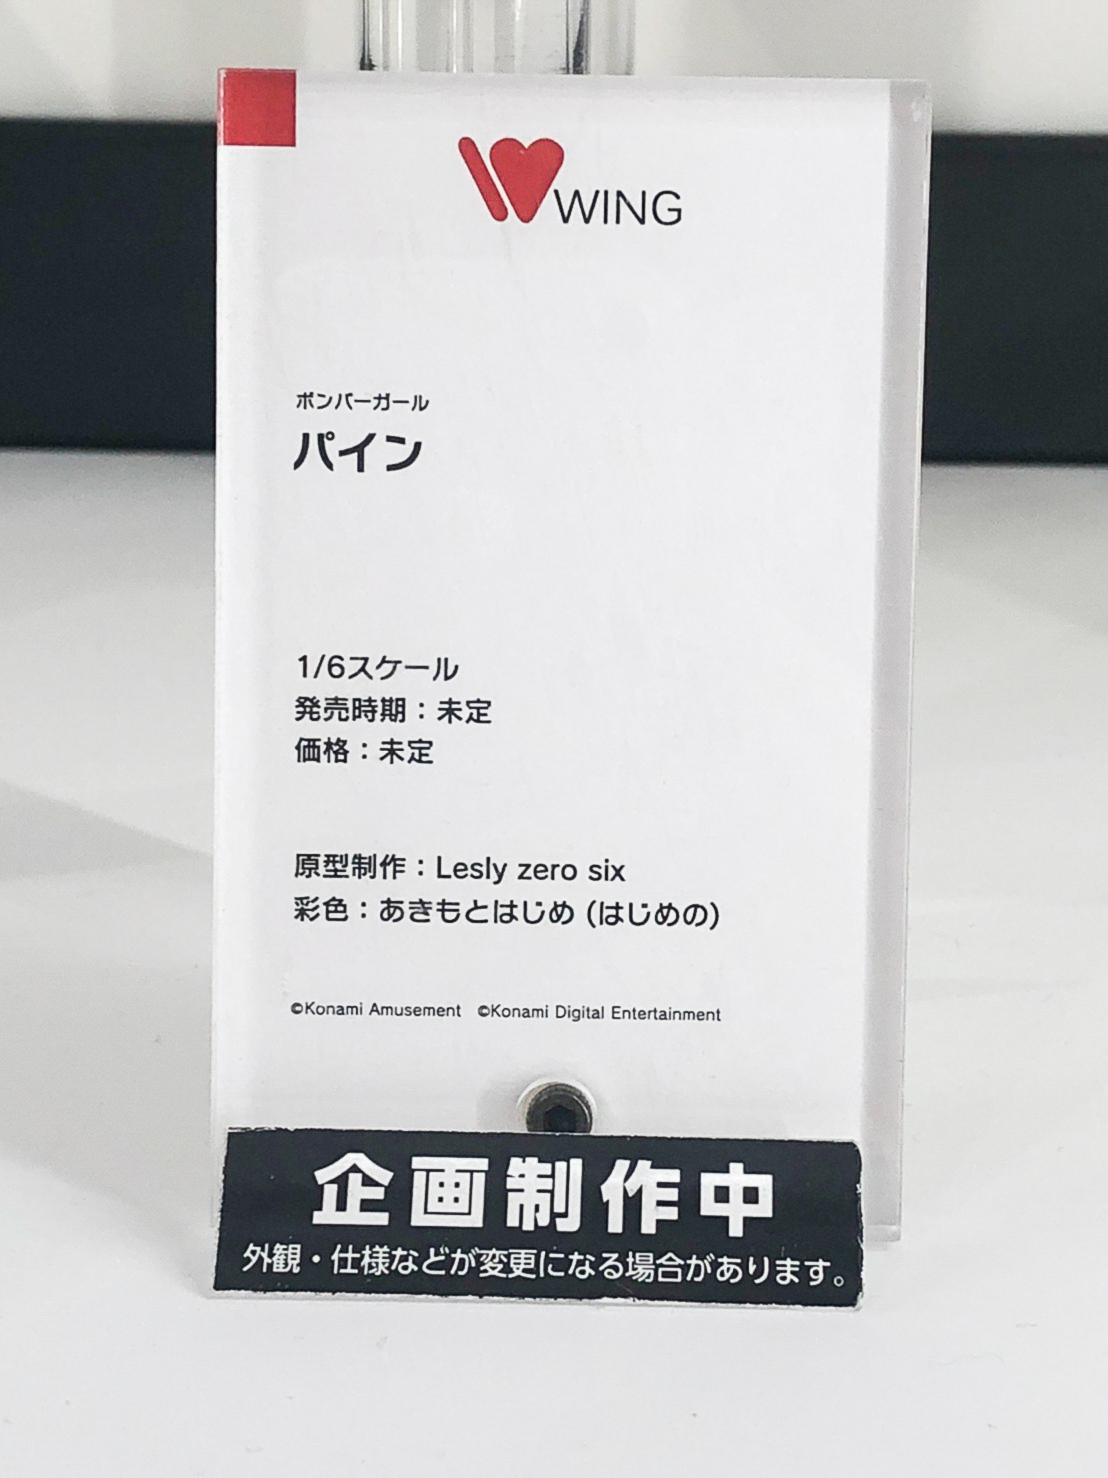 WING
ボンバーガール
パイン
1/6スケール
発売時期：未定
価格：未定
原型制作：Lesly zero six
彩色：あきもとはじめ (はじめの)
©Konami Amusement ©Konami Digital Entertainment
企画制作中
外観・仕様などが変更になる場合があります。